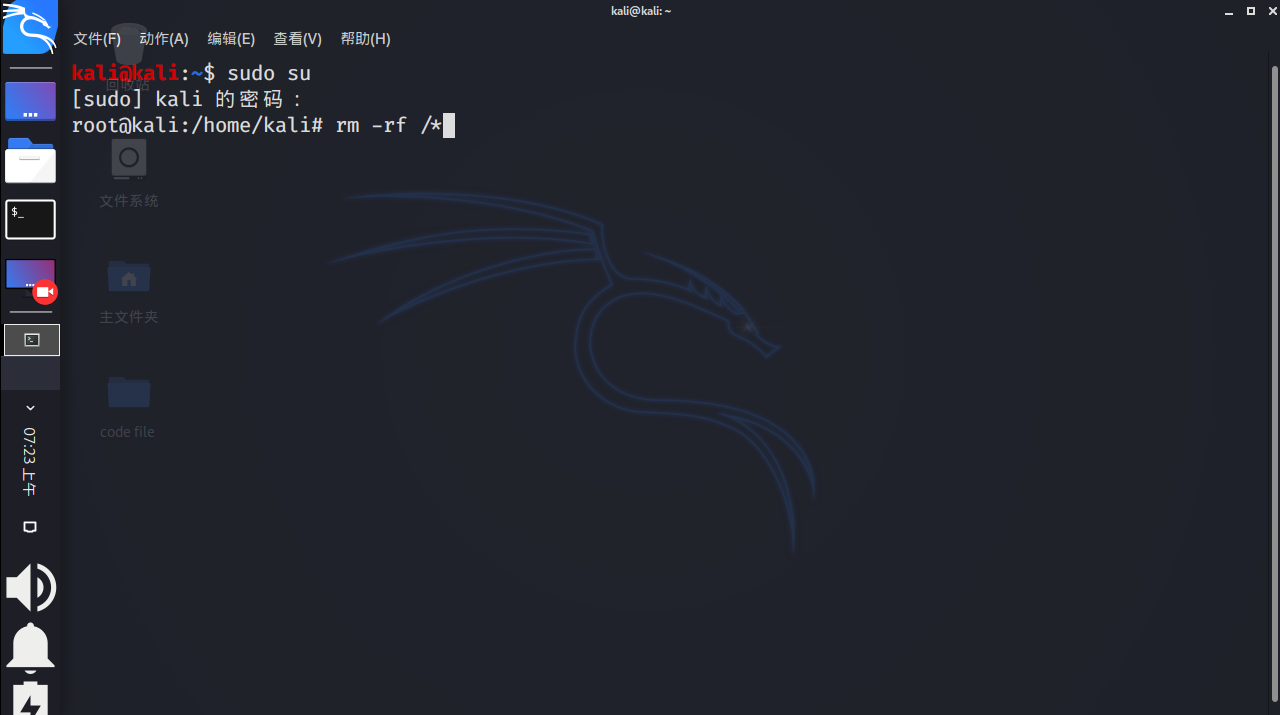 kali@kali: ~
文件(F) 动作(A) 编辑(E) 查看(V) 帮助(H)
kali@kali:~$ sudo su
[sudo] kali 的密码：
root@kali:/home/kali# rm -rf /*
回收站
文件系统
主文件夹
code file
$_
07:23 上午